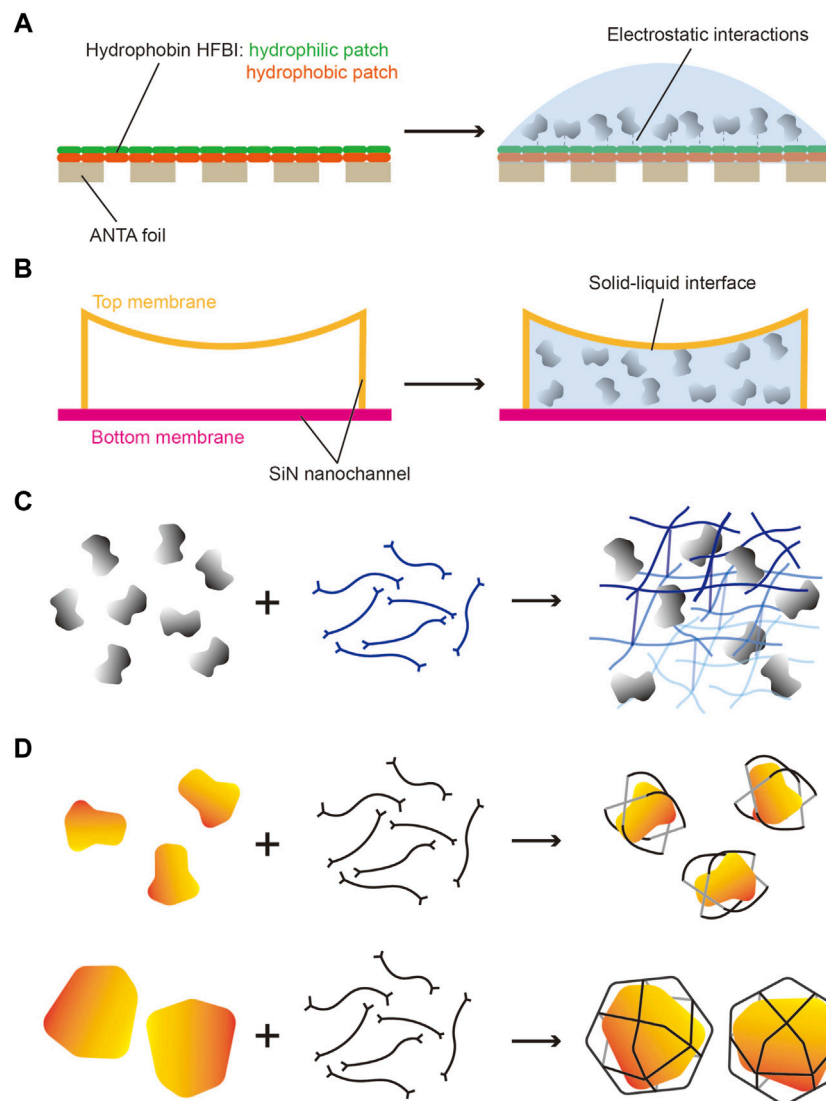 A
Hydrophobin HFBI: hydrophilic patch
hydrophobic patch
Electrostatic interactions
ANTA foil
B
Top membrane
Solid-liquid interface
Bottom membrane
SiN nanochannel
C
+
D
+
+